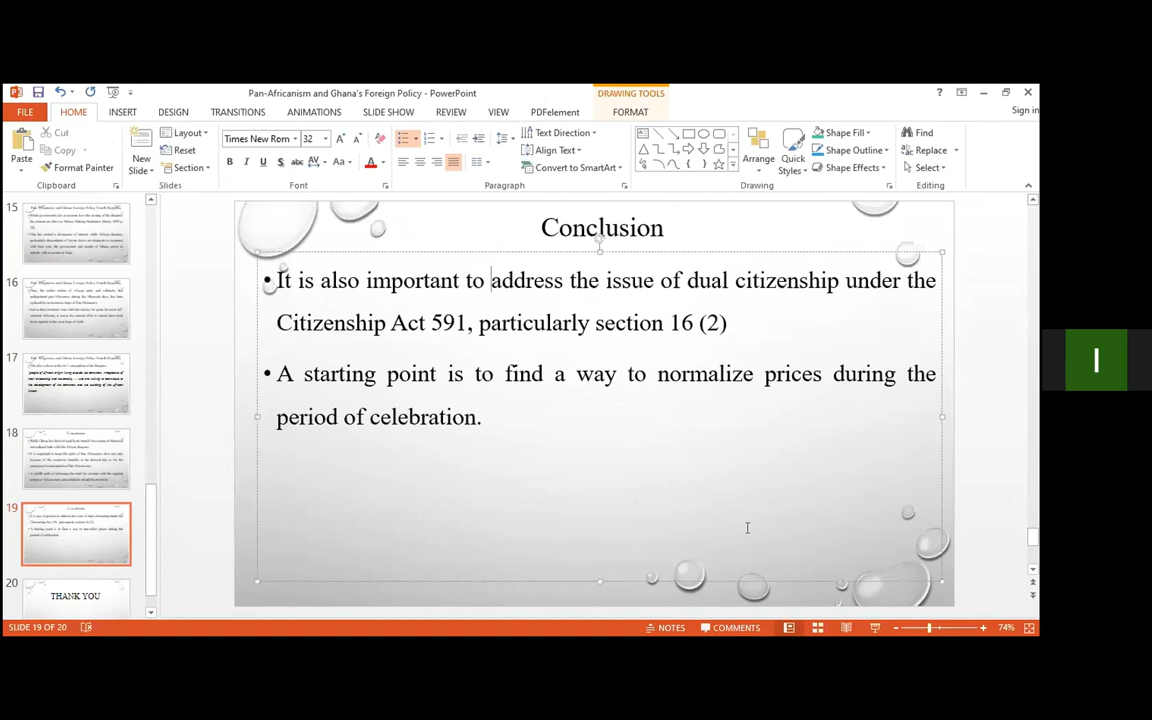 Pan-Africanism and Ghana's Foreign Policy - PowerPoint
DRAWING TOOLS
Sign in
FILE HOME INSERT DESIGN TRANSITIONS ANIMATIONS SLIDE SHOW REVIEW VIEW PDFelement FORMAT
Paste
Cut
Copy
Format Painter
Clipboard
New
Slide
Layout
Reset
Section
Slides
Times New Rom 32
B I U S abc AV Aa A
Font
Text Direction
Align Text
Convert to SmartArt
Paragraph
Arrange
Quick
Styles
Shape Fill
Shape Outline
Shape Effects
Drawing
Find
Replace
Select
Editing
15
16
17
18
19
20
THANK YOU
Conclusion
• It is also important to address the issue of dual citizenship under the
Citizenship Act 591, particularly section 16 (2)
• A starting point is to find a way to normalize prices during the
period of celebration.
I
SLIDE 19 OF 20
NOTES
COMMENTS
74%